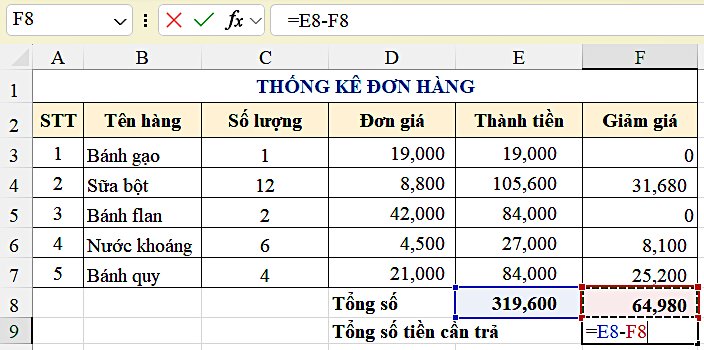 F8 fx =E8-F8
A B C D E F
1 THỐNG KÊ ĐƠN HÀNG
2 STT Tên hàng Số lượng Đơn giá Thành tiền Giảm giá
3 1 Bánh gạo 1 19,000 19,000 0
4 2 Sữa bột 12 8,800 105,600 31,680
5 3 Bánh flan 2 42,000 84,000 0
6 4 Nước khoáng 6 4,500 27,000 8,100
7 5 Bánh quy 4 21,000 84,000 25,200
8 Tổng số 319,600 64,980
9 Tổng số tiền cần trả =E8-F8